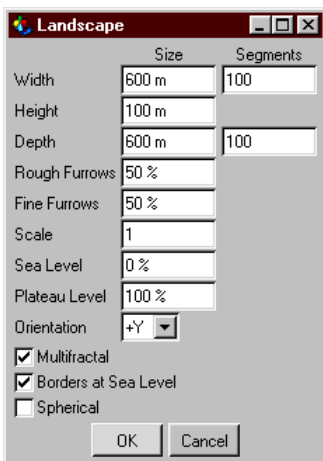 Landscape
Size Segments
Width 600 m 100
Height 100 m
Depth 600 m 100
Rough Furrows 50 %
Fine Furrows 50 %
Scale 1
Sea Level 0 %
Plateau Level 100 %
Orientation +Y
Multifractal
Borders at Sea Level
Spherical
OK Cancel